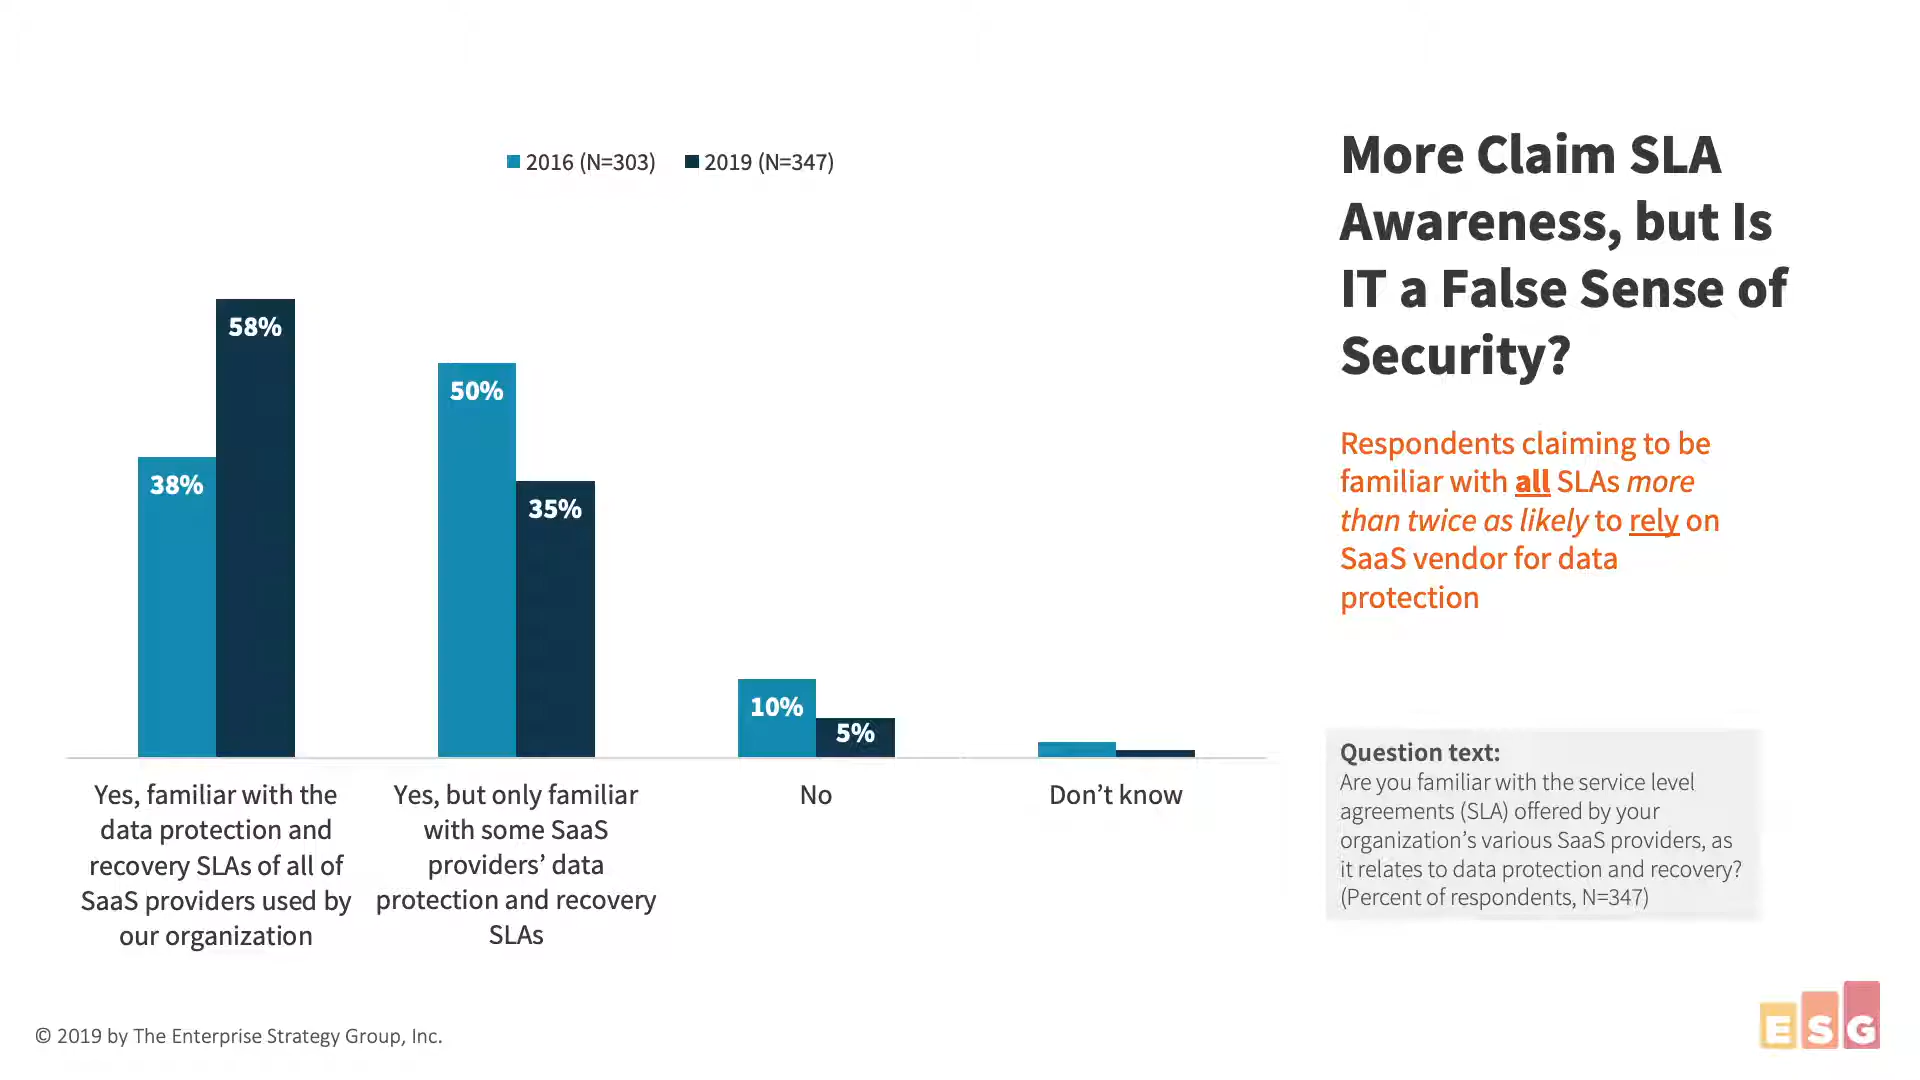 2016 (N=303)
2019 (N=347)
More Claim SLA
Awareness, but Is
IT a False Sense of
Security?
Respondents claiming to be
familiar with all SLAs more
than twice as likely to rely on
SaaS vendor for data
protection
58%
38%
50%
35%
10%
5%
Yes, familiar with the
data protection and
recovery SLAs of all of
SaaS providers used by
our organization
Yes, but only familiar
with some SaaS
providers’ data
protection and recovery
SLAs
No
Don’t know
Question text:
Are you familiar with the service level
agreements (SLA) offered by your
organization’s various SaaS providers, as
it relates to data protection and recovery?
(Percent of respondents, N=347)
© 2019 by The Enterprise Strategy Group, Inc.
ESG